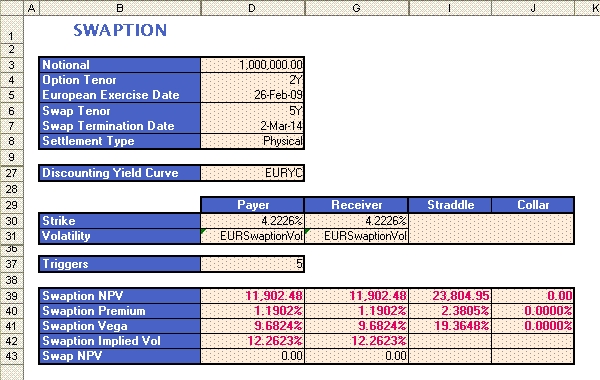 A B D G I J K
1 SWAPTION
2
3 Notional 1,000,000.00
4 Option Tenor 2Y
5 European Exercise Date 26-Feb-09
6 Swap Tenor 5Y
7 Swap Termination Date 2-Mar-14
8 Settlement Type Physical
9
27 Discounting Yield Curve EURYC
28
29 Payer Receiver Straddle Collar
30 Strike 4.2226% 4.2226%
31 Volatility EURSwaptionVol EURSwaptionVol
36
37 Triggers 5
38
39 Swaption NPV 11,902.48 11,902.48 23,804.95 0.00
40 Swaption Premium 1.1902% 1.1902% 2.3805% 0.0000%
41 Swaption Vega 9.6824% 9.6824% 19.3648% 0.0000%
42 Swaption Implied Vol 12.2623% 12.2623%
43 Swap NPV 0.00 0.00